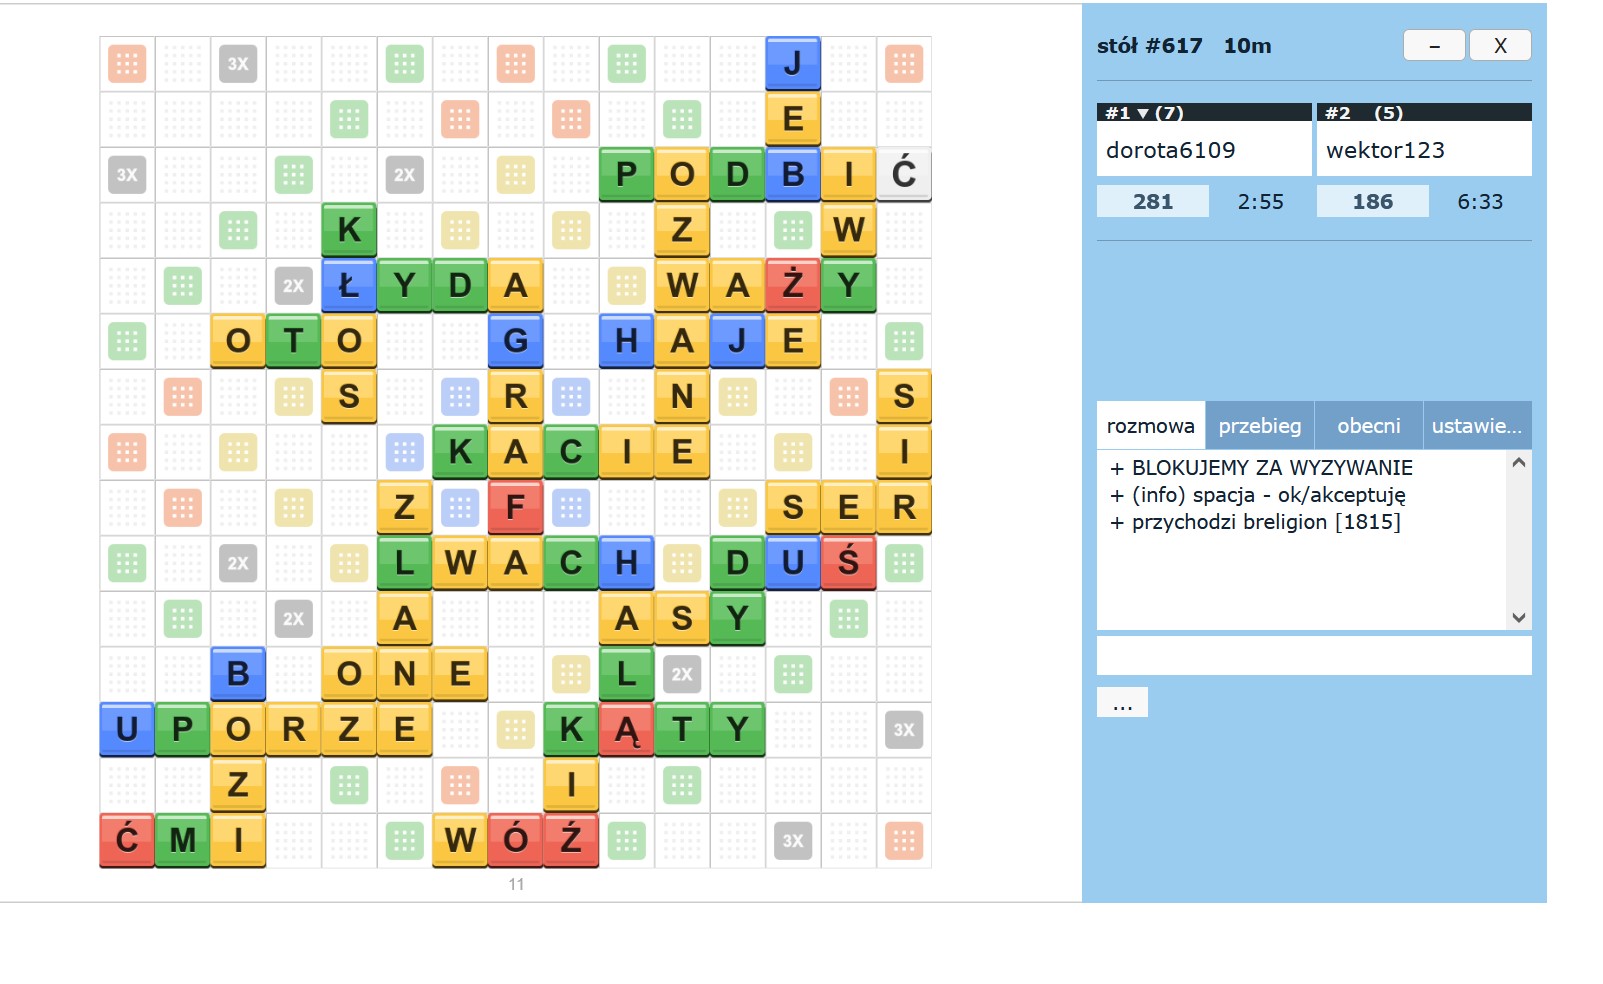 stół #617 10m – X
#1 ▼ (7) #2 (5)
dorota6109 wektor123
281 2:55 186 6:33
rozmowa przebieg obecni ustawie...
+ BLOKUJEMY ZA WYZYWANIE
+ (info) spacja - ok/akceptuję
+ przychodzi breligion [1815]
...
3X J
E
3X 2X P O D B I Ć
K Z W
2X Ł Y D A W A Ż Y
O T O G H A J E
S R N S
K A C I E I
Z F S E R
2X L W A C H D U Ś
2X A A S Y
B O N E L 2X
U P O R Z E K Ą T Y 3X
Z I
Ć M I W Ó Ź 3X
11